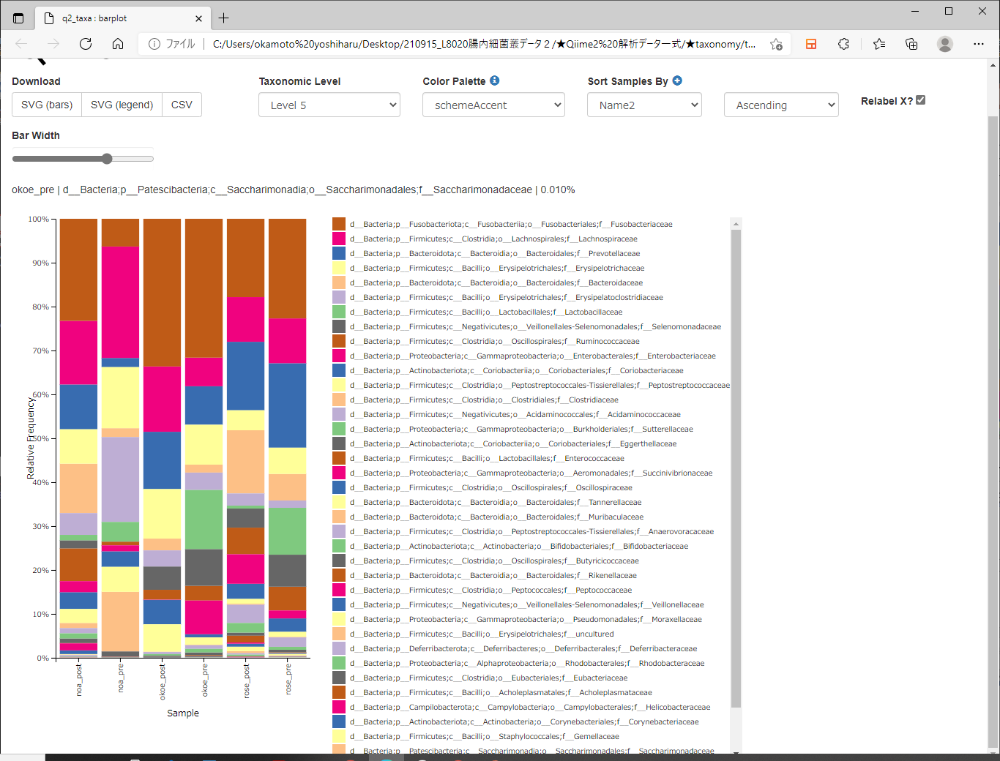 q2_taxa : barplot
ファイル
C:/Users/okamoto%20yoshiharu/Desktop/210915_L8020腸内細菌叢データ２/★Qiime2%20解析データ一式/★taxonomy/t...
Download
Taxonomic Level
Color Palette
Sort Samples By
SVG (bars)
SVG (legend)
CSV
Level 5
schemeAccent
Name2
Ascending
Relabel X?
Bar Width
okoe_pre | d__Bacteria;p__Patescibacteria;c__Saccharimonadia;o__Saccharimonadales;f__Saccharimonadaceae | 0.010%
100%
90%
80%
70%
60%
50%
40%
30%
20%
10%
0%
Relative Frequency
noa_post
noa_pre
okoe_post
okoe_pre
rose_post
rose_pre
Sample
d__Bacteria;p__Fusobacteriota;c__Fusobacteriia;o__Fusobacteriales;f__Fusobacteriaceae
d__Bacteria;p__Firmicutes;c__Clostridia;o__Lachnospirales;f__Lachnospiraceae
d__Bacteria;p__Bacteroidota;c__Bacteroidia;o__Bacteroidales;f__Prevotellaceae
d__Bacteria;p__Firmicutes;c__Bacilli;o__Erysipelotrichales;f__Erysipelotrichaceae
d__Bacteria;p__Bacteroidota;c__Bacteroidia;o__Bacteroidales;f__Bacteroidaceae
d__Bacteria;p__Firmicutes;c__Bacilli;o__Erysipelotrichales;f__Erysipelatoclostridiaceae
d__Bacteria;p__Firmicutes;c__Bacilli;o__Lactobacillales;f__Lactobacillaceae
d__Bacteria;p__Firmicutes;c__Negativicutes;o__Veillonellales-Selenomonadales;f__Selenomonadaceae
d__Bacteria;p__Firmicutes;c__Clostridia;o__Oscillospirales;f__Ruminococcaceae
d__Bacteria;p__Proteobacteria;c__Gammaproteobacteria;o__Enterobacterales;f__Enterobacteriaceae
d__Bacteria;p__Actinobacteriota;c__Coriobacteriia;o__Coriobacteriales;f__Coriobacteriaceae
d__Bacteria;p__Firmicutes;c__Clostridia;o__Peptostreptococcales-Tissierellales;f__Peptostreptococcaceae
d__Bacteria;p__Firmicutes;c__Clostridia;o__Clostridiales;f__Clostridiaceae
d__Bacteria;p__Firmicutes;c__Negativicutes;o__Acidaminococcales;f__Acidaminococcaceae
d__Bacteria;p__Proteobacteria;c__Gammaproteobacteria;o__Burkholderiales;f__Sutterellaceae
d__Bacteria;p__Actinobacteriota;c__Coriobacteriia;o__Coriobacteriales;f__Eggerthellaceae
d__Bacteria;p__Firmicutes;c__Bacilli;o__Lactobacillales;f__Enterococcaceae
d__Bacteria;p__Proteobacteria;c__Gammaproteobacteria;o__Aeromonadales;f__Succinivibrionaceae
d__Bacteria;p__Firmicutes;c__Clostridia;o__Oscillospirales;f__Oscillospiraceae
d__Bacteria;p__Bacteroidota;c__Bacteroidia;o__Bacteroidales;f__Tannerellaceae
d__Bacteria;p__Bacteroidota;c__Bacteroidia;o__Bacteroidales;f__Muribaculaceae
d__Bacteria;p__Firmicutes;c__Clostridia;o__Peptostreptococcales-Tissierellales;f__Anaerovoracaceae
d__Bacteria;p__Actinobacteriota;c__Actinobacteria;o__Bifidobacteriales;f__Bifidobacteriaceae
d__Bacteria;p__Firmicutes;c__Clostridia;o__Oscillospirales;f__Butyricicoccaceae
d__Bacteria;p__Bacteroidota;c__Bacteroidia;o__Bacteroidales;f__Rikenellaceae
d__Bacteria;p__Firmicutes;c__Clostridia;o__Peptococcales;f__Peptococcaceae
d__Bacteria;p__Firmicutes;c__Negativicutes;o__Veillonellales-Selenomonadales;f__Veillonellaceae
d__Bacteria;p__Proteobacteria;c__Gammaproteobacteria;o__Pseudomonadales;f__Moraxellaceae
d__Bacteria;p__Firmicutes;c__Bacilli;o__Erysipelotrichales;f__uncultured
d__Bacteria;p__Deferribacterota;c__Deferribacteres;o__Deferribacterales;f__Deferribacteraceae
d__Bacteria;p__Proteobacteria;c__Alphaproteobacteria;o__Rhodobacterales;f__Rhodobacteraceae
d__Bacteria;p__Firmicutes;c__Clostridia;o__Eubacteriales;f__Eubacteriaceae
d__Bacteria;p__Firmicutes;c__Bacilli;o__Acholeplasmatales;f__Acholeplasmataceae
d__Bacteria;p__Campilobacterota;c__Campylobacteria;o__Campylobacterales;f__Helicobacteraceae
d__Bacteria;p__Actinobacteriota;c__Actinobacteria;o__Corynebacteriales;f__Corynebacteriaceae
d__Bacteria;p__Firmicutes;c__Bacilli;o__Staphylococcales;f__Gemellaceae
d__Bacteria;p__Patescibacteria;c__Saccharimonadia;o__Saccharimonadales;f__Saccharimonadaceae